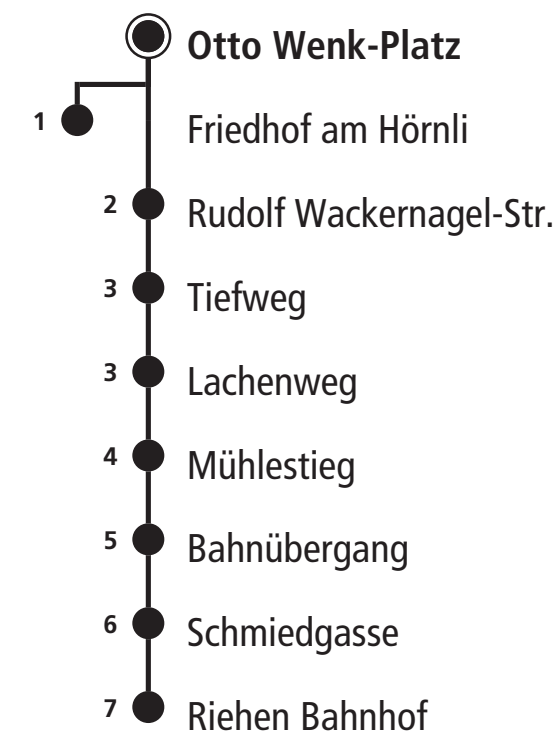 Otto Wenk-Platz
1 Friedhof am Hörnli
2 Rudolf Wackernagel-Str.
3 Tiefweg
3 Lachenweg
4 Mühlestieg
5 Bahnübergang
6 Schmiedgasse
7 Riehen Bahnhof